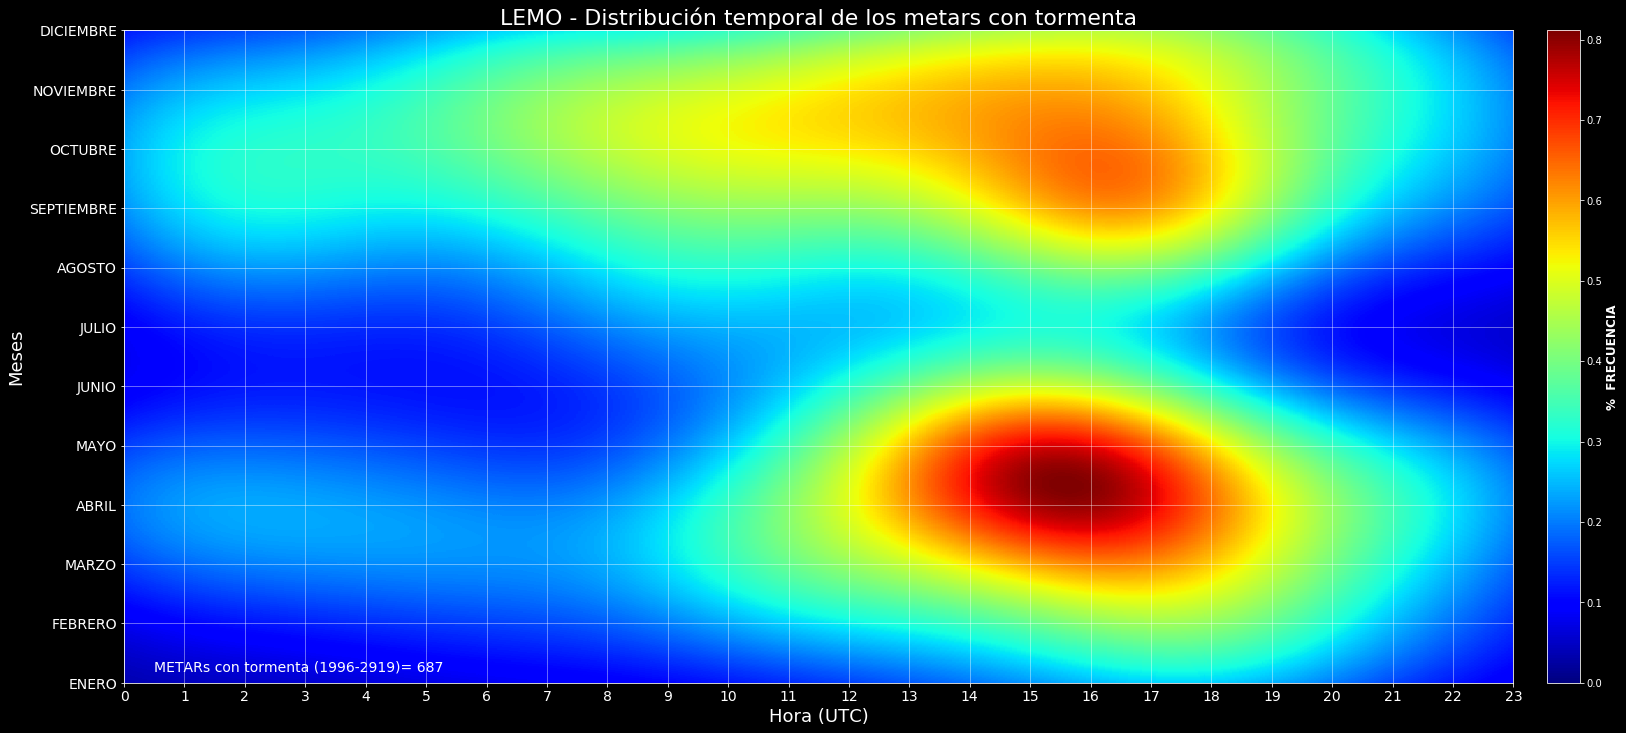 LEMO - Distribución temporal de los metars con tormenta
DICIEMBRE
NOVIEMBRE
OCTUBRE
SEPTIEMBRE
AGOSTO
JULIO
JUNIO
MAYO
ABRIL
MARZO
FEBRERO
ENERO
Meses
METARs con tormenta (1996-2919)= 687
0 1 2 3 4 5 6 7 8 9 10 11 12 13 14 15 16 17 18 19 20 21 22 23
Hora (UTC)
0.8
0.7
0.6
0.5
0.4
0.3
0.2
0.1
0.0
% FRECUENCIA